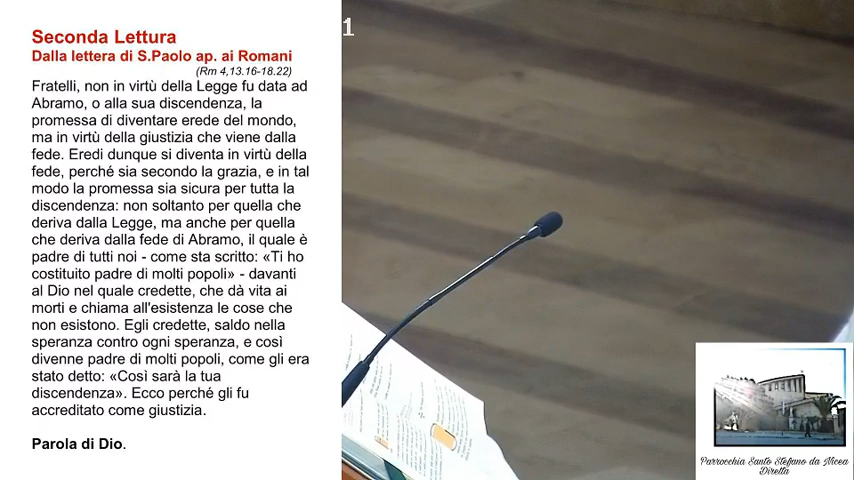 Seconda Lettura
Dalla lettera di S.Paolo ap. ai Romani
(Rm 4,13.16-18.22)
Fratelli, non in virtù della Legge fu data ad
Abramo, o alla sua discendenza, la
promessa di diventare erede del mondo,
ma in virtù della giustizia che viene dalla
fede. Eredi dunque si diventa in virtù della
fede, perché sia secondo la grazia, e in tal
modo la promessa sia sicura per tutta la
discendenza: non soltanto per quella che
deriva dalla Legge, ma anche per quella
che deriva dalla fede di Abramo, il quale è
padre di tutti noi - come sta scritto: «Ti ho
costituito padre di molti popoli» - davanti
al Dio nel quale credette, che dà vita ai
morti e chiama all'esistenza le cose che
non esistono. Egli credette, saldo nella
speranza contro ogni speranza, e così
divenne padre di molti popoli, come gli era
stato detto: «Così sarà la tua
discendenza». Ecco perché gli fu
accreditato come giustizia.
Parola di Dio.
1
Parrocchia Santo Stefano da Nicea
Diretta